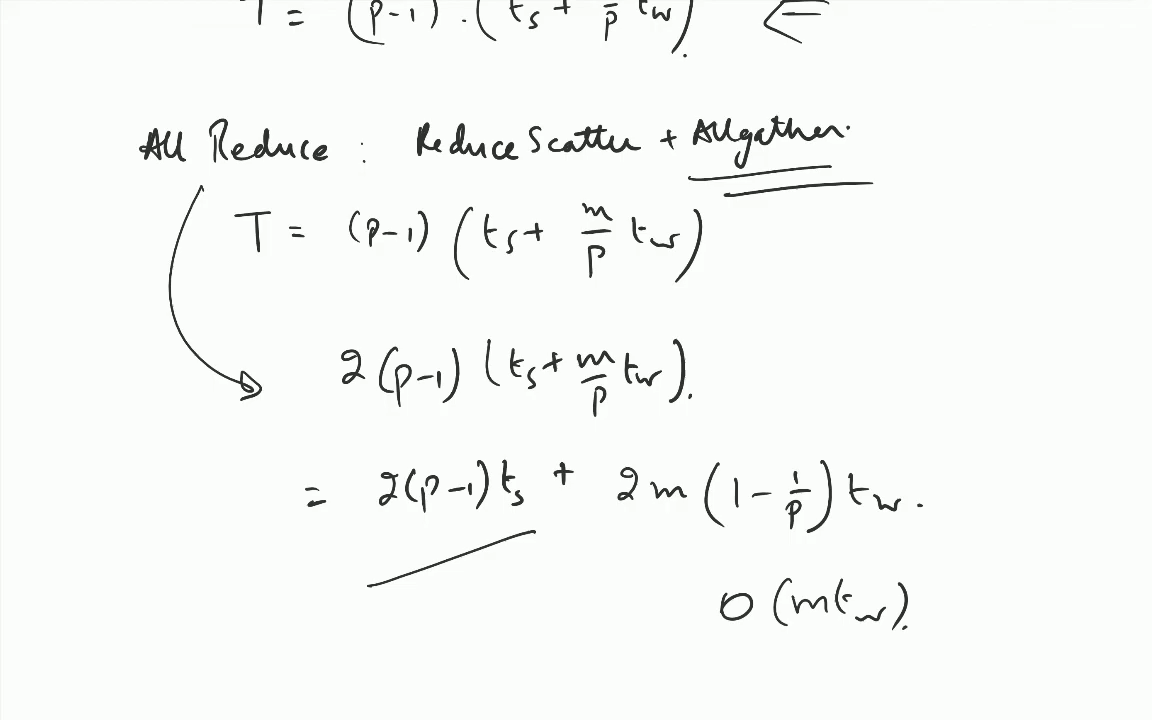 T = (p-1) · (ts + m/p tw).
All Reduce : Reduce Scatter + Allgather.
T = (p-1) (ts + m/p tw)
2 (p-1) (ts + m/p tw).
= 2(p-1)ts + 2m (1 - 1/p) tw.
O (mtw).